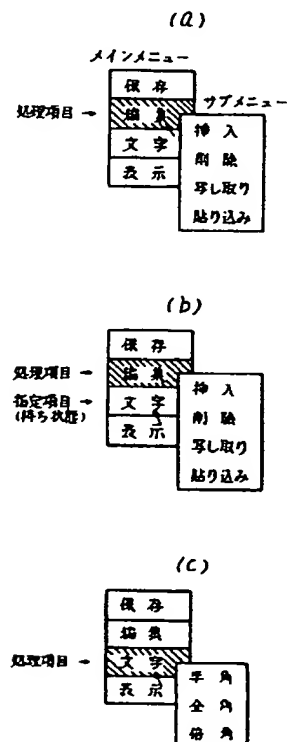 (a)
メインメニュー
保存
処理項目→
編集
サブメニュー
文字
挿入
表示
削除
写し取り
貼り込み
(b)
保存
処理項目→
編集
指定項目→
文字
挿入
(待ち状態)
表示
削除
写し取り
貼り込み
(C)
保存
編集
処理項目→
文字
表示
半角
全角
倍角